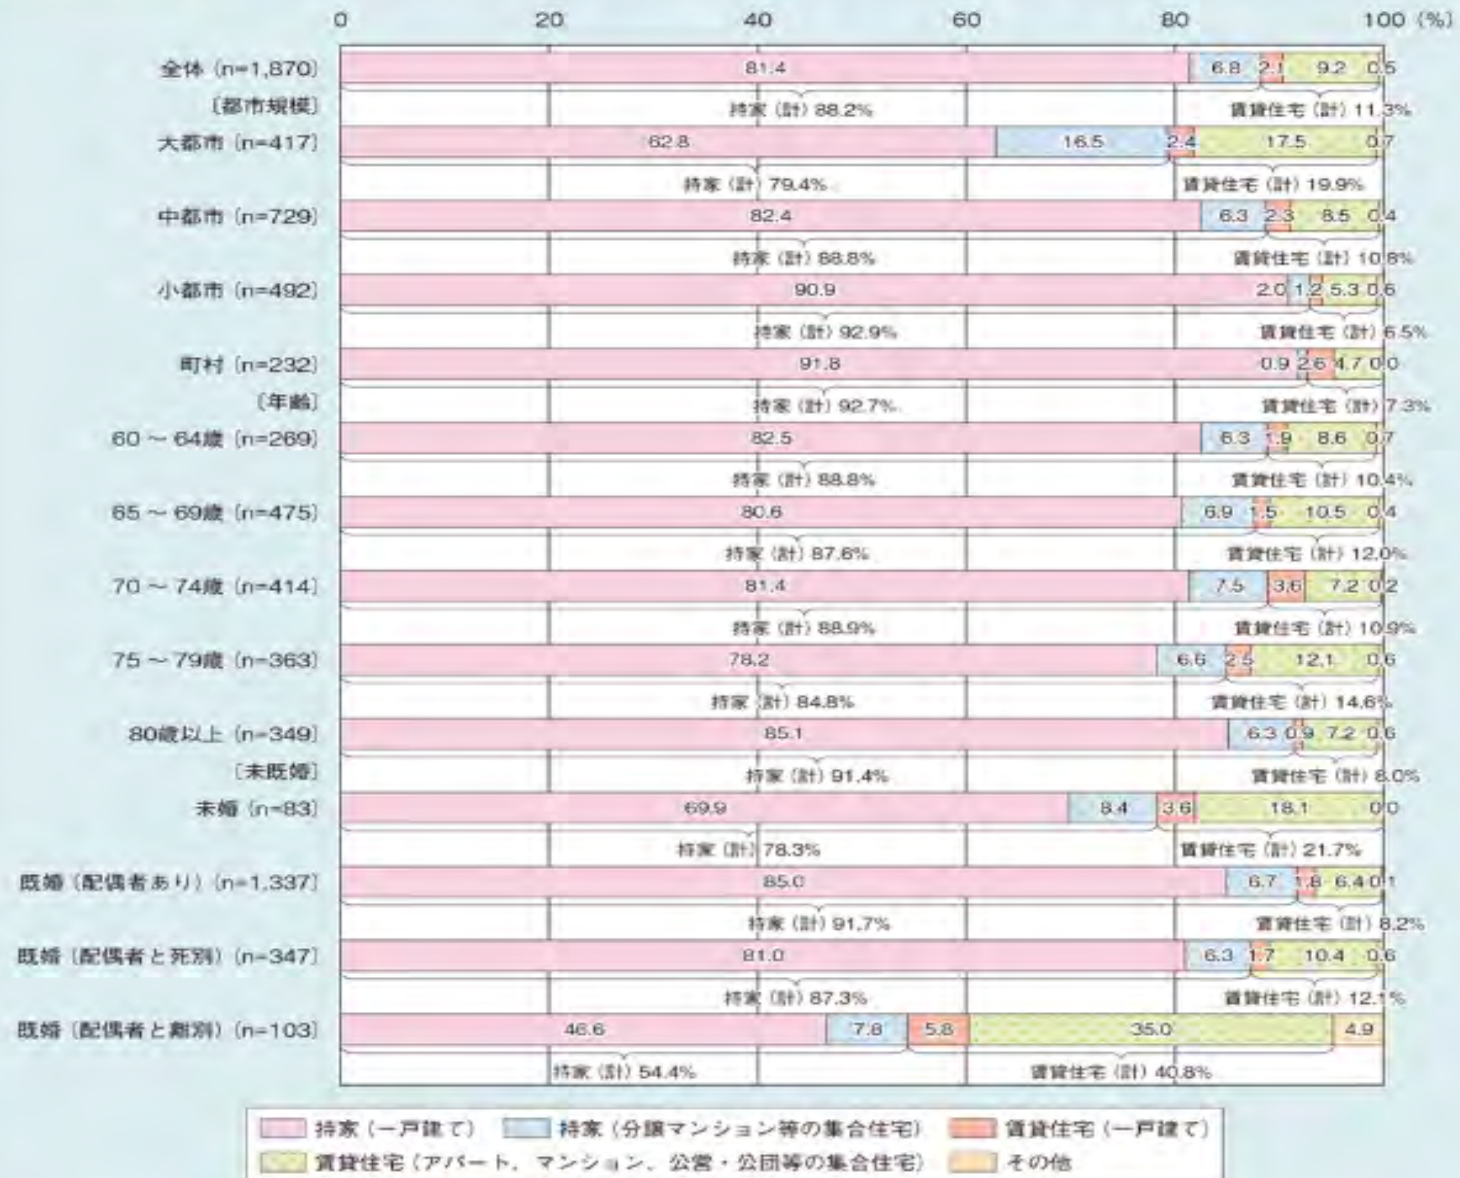 0 20 40 60 80 100 (%)
全体 (n=1,870) 81.4 6.8 2.1 9.2 0.5
〔都市規模〕 持家 (計) 88.2% 賃貸住宅 (計) 11.3%
大都市 (n=417) 62.8 16.5 2.4 17.5 0.7
持家 (計) 79.4% 賃貸住宅 (計) 19.9%
中都市 (n=729) 82.4 6.3 2.3 8.5 0.4
持家 (計) 88.8% 賃貸住宅 (計) 10.8%
小都市 (n=492) 90.9 2.0 1.2 5.3 0.6
持家 (計) 92.9% 賃貸住宅 (計) 6.5%
町村 (n=232) 91.8 0.9 2.6 4.7 0.0
〔年齢〕 持家 (計) 92.7% 賃貸住宅 (計) 7.3%
60 〜 64歳 (n=269) 82.5 6.3 1.9 8.6 0.7
持家 (計) 88.8% 賃貸住宅 (計) 10.4%
65 〜 69歳 (n=475) 80.6 6.9 1.5 10.5 0.4
持家 (計) 87.6% 賃貸住宅 (計) 12.0%
70 〜 74歳 (n=414) 81.4 7.5 3.6 7.2 0.2
持家 (計) 88.9% 賃貸住宅 (計) 10.9%
75 〜 79歳 (n=363) 78.2 6.6 2.5 12.1 0.6
持家 (計) 84.8% 賃貸住宅 (計) 14.6%
80歳以上 (n=349) 85.1 6.3 0.9 7.2 0.6
〔未既婚〕 持家 (計) 91.4% 賃貸住宅 (計) 8.0%
未婚 (n=83) 69.9 8.4 3.6 18.1 0.0
持家 (計) 78.3% 賃貸住宅 (計) 21.7%
既婚 (配偶者あり) (n=1,337) 85.0 6.7 1.8 6.4 0.1
持家 (計) 91.7% 賃貸住宅 (計) 8.2%
既婚 (配偶者と死別) (n=347) 81.0 6.3 1.7 10.4 0.6
持家 (計) 87.3% 賃貸住宅 (計) 12.1%
既婚 (配偶者と離別) (n=103) 46.6 7.8 5.8 35.0 4.9
持家 (計) 54.4% 賃貸住宅 (計) 40.8%
持家 (一戸建て) 持家 (分譲マンション等の集合住宅) 賃貸住宅 (一戸建て)
賃貸住宅 (アパート、マンション、公営・公団等の集合住宅) その他